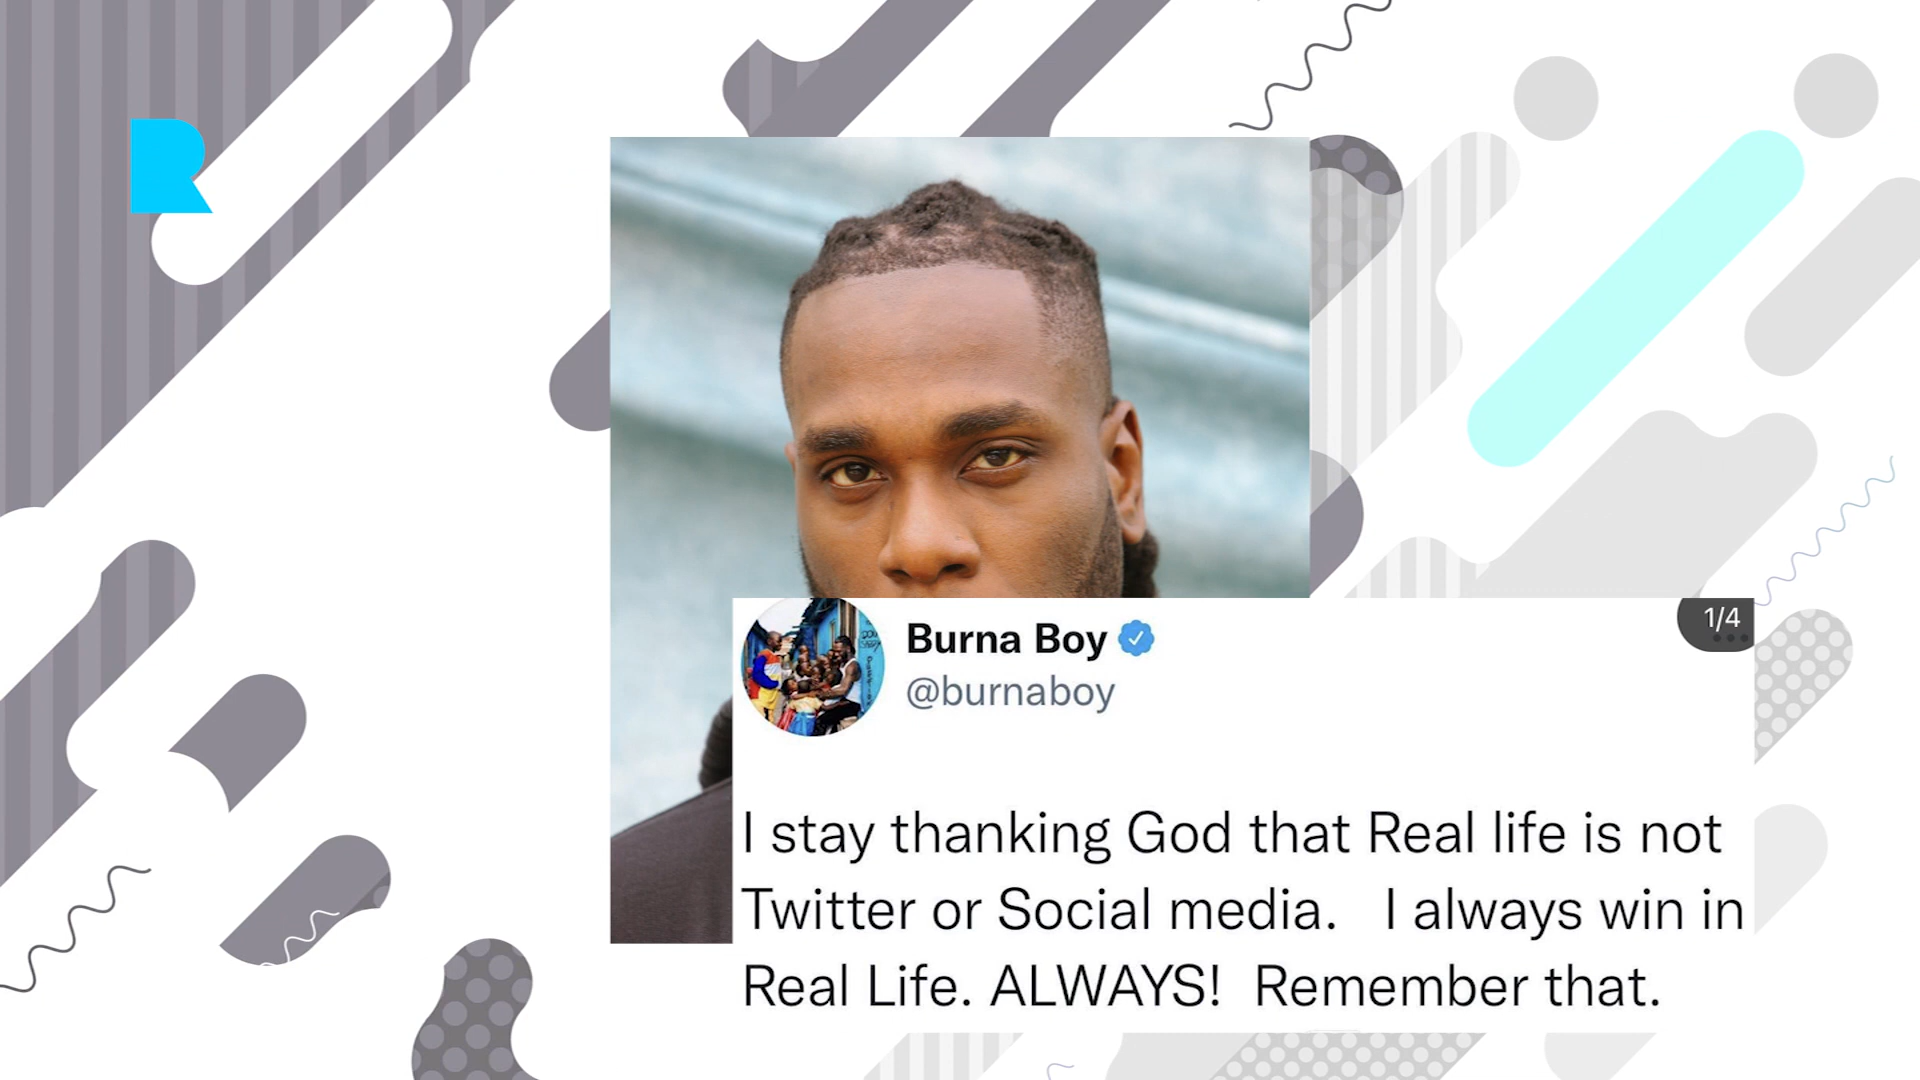 R
1/4
Burna Boy
@burnaboy
I stay thanking God that Real life is not
Twitter or Social media. I always win in
Real Life. ALWAYS! Remember that.